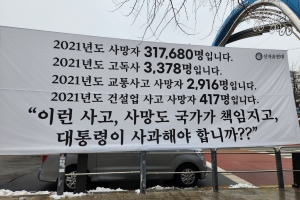 2021년도 사망자 317,680명입니다.
2021년도 고독사 3,378명입니다.
2021년도 교통사고 사망자 2,916명입니다.
2021년도 건설업 사고 사망자 417명입니다.
“이런 사고, 사망도 국가가 책임지고,
대통령이 사과해야 합니까??”